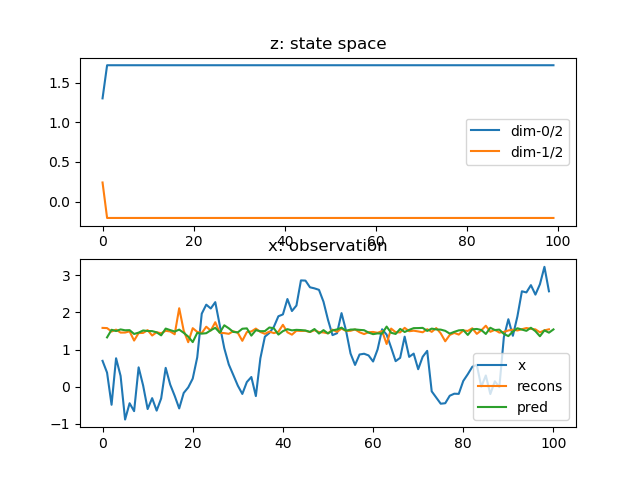 z: state space
1.5
1.0
0.5
0.0
dim-0/2
dim-1/2
0 20 40 60 80 100
x: observation
3
2
1
0
−1
x
recons
pred
0 20 40 60 80 100